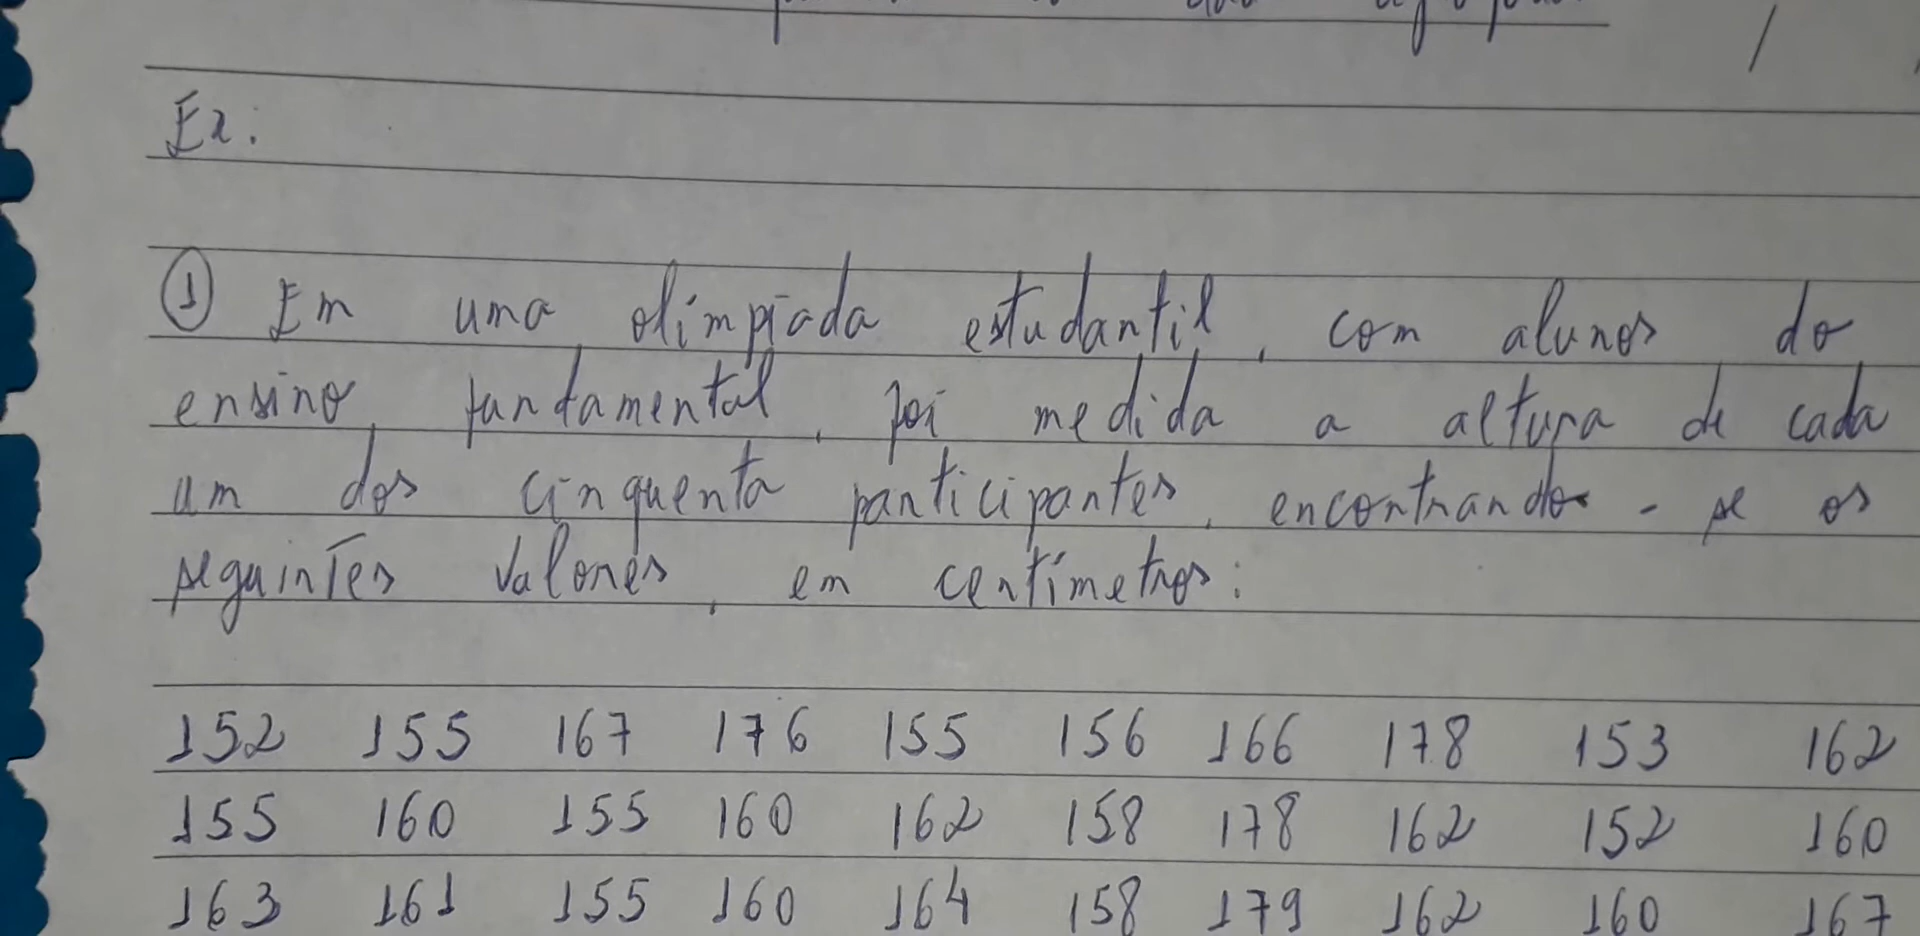 Ex:
① Em uma olimpíada estudantil, com alunos do
ensino fundamental, foi medida a altura de cada
um dos cinquenta participantes, encontrando-se os
seguintes valores, em centímetros:
152 155 167 176 155 156 166 178 153 162
155 160 155 160 162 158 178 162 152 160
163 161 155 160 164 158 179 162 160 167